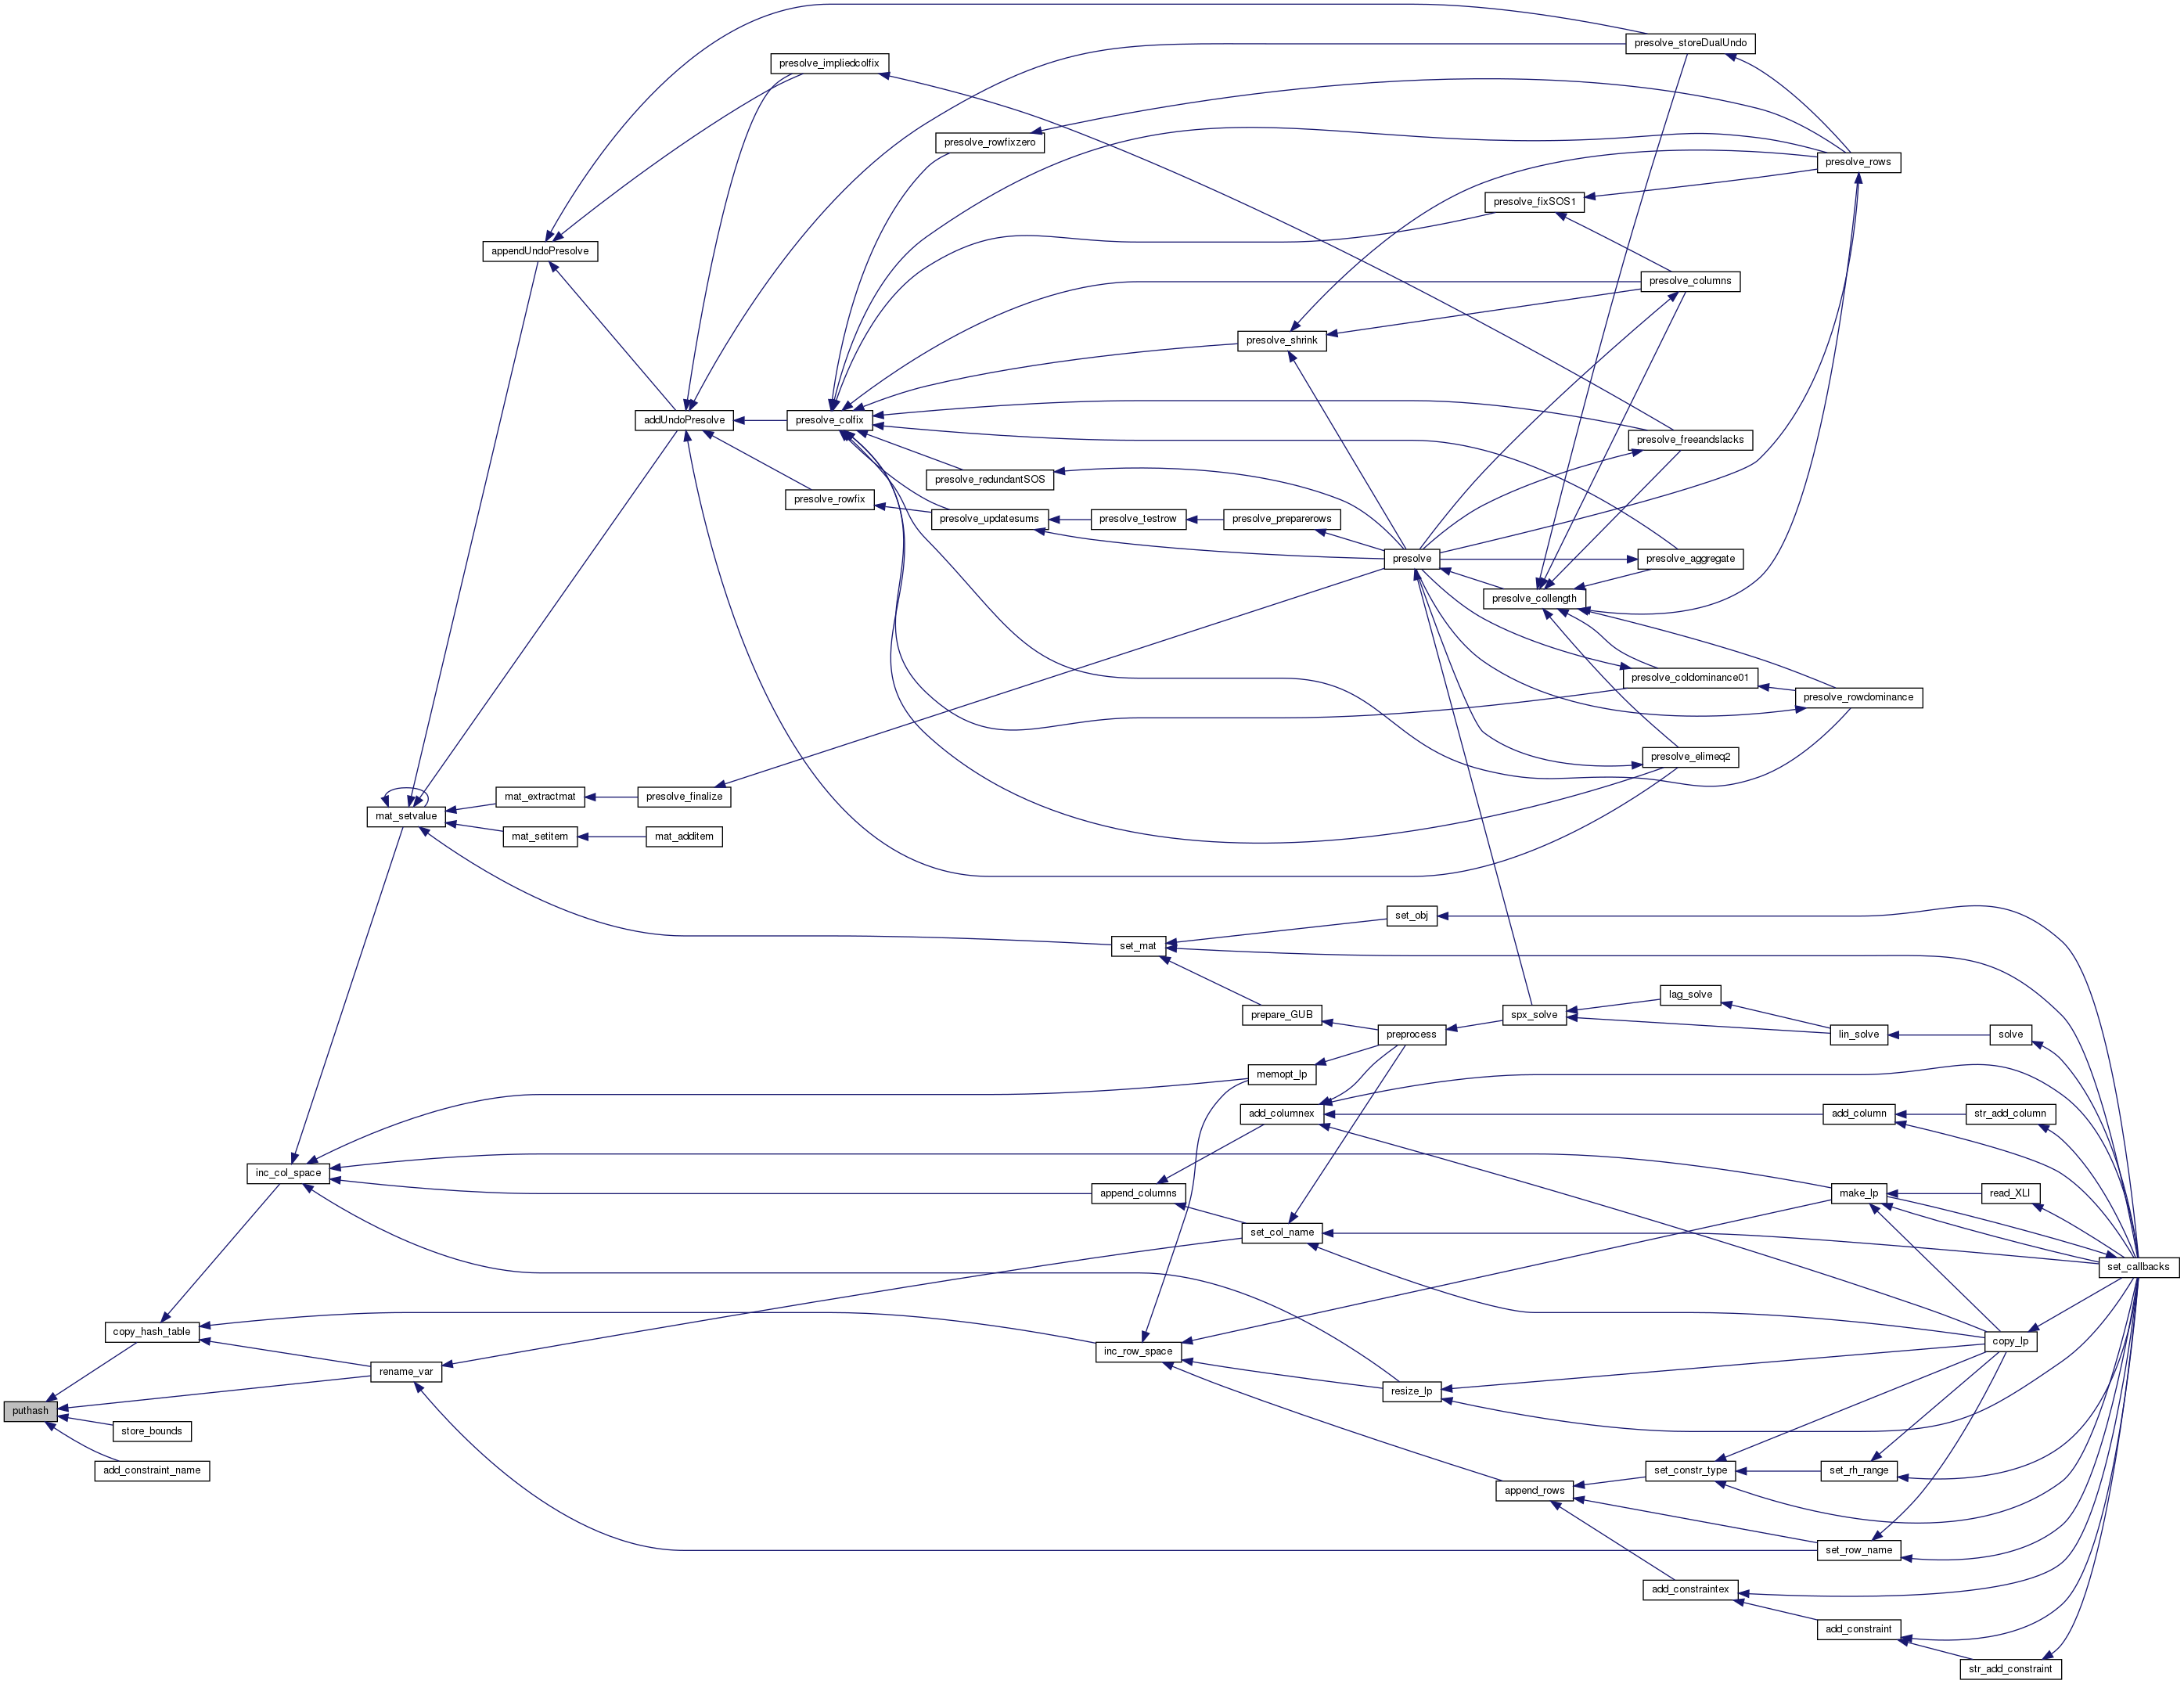 presolve_storeDualUndo
presolve_impliedcolfix
presolve_rowfixzero
presolve_rows
presolve_fixSOS1
appendUndoPresolve
presolve_columns
presolve_shrink
addUndoPresolve
presolve_colfix
presolve_freeandslacks
presolve_redundantSOS
presolve_rowfix
presolve_updatesums
presolve_testrow
presolve_preparerows
presolve
presolve_aggregate
presolve_collength
presolve_coldominance01
presolve_rowdominance
presolve_elimeq2
mat_extractmat
presolve_finalize
mat_setvalue
mat_setitem
mat_additem
set_obj
set_mat
lag_solve
prepare_GUB
spx_solve
preprocess
lin_solve
solve
memopt_lp
add_columnex
add_column
str_add_column
inc_col_space
append_columns
make_lp
read_XLI
set_col_name
set_callbacks
copy_hash_table
inc_row_space
copy_lp
rename_var
resize_lp
puthash
store_bounds
add_constraint_name
set_constr_type
set_rh_range
append_rows
set_row_name
add_constraintex
add_constraint
str_add_constraint